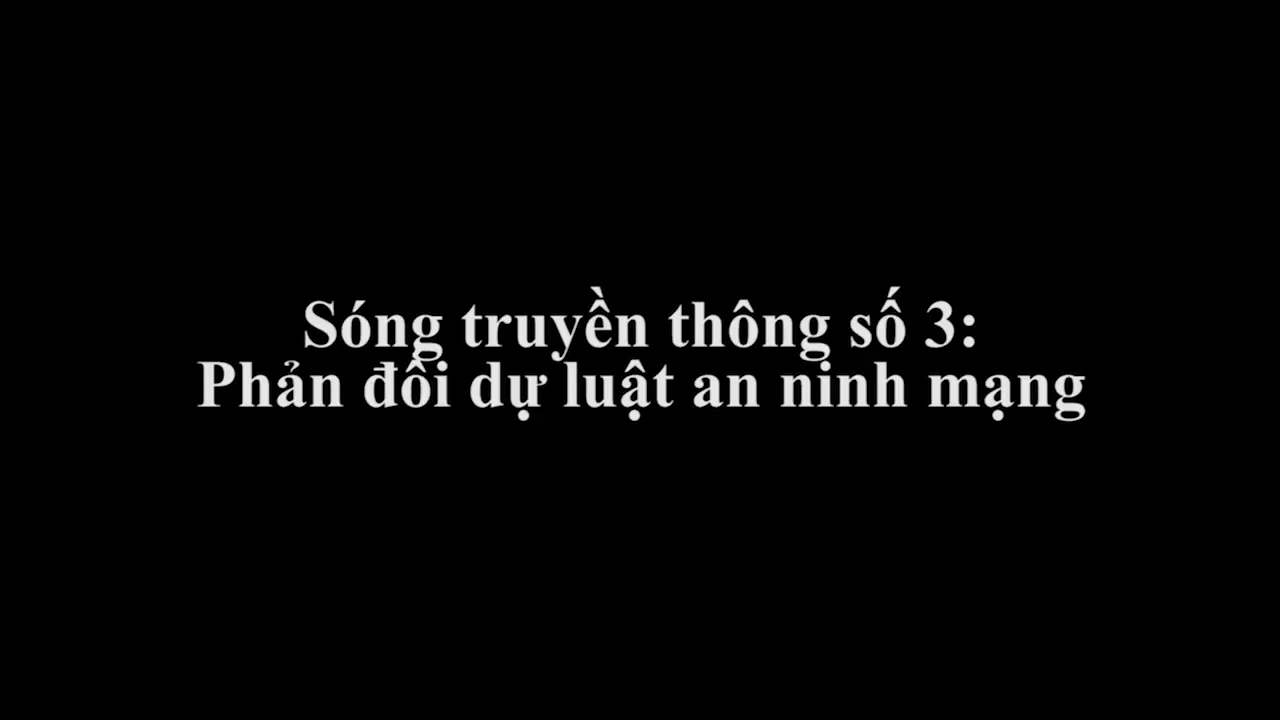 Sóng truyền thông số 3:
Phản đối dự luật an ninh mạng